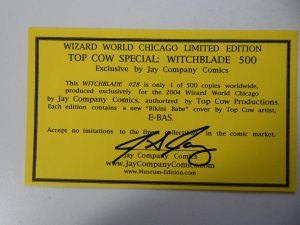 WIZARD WORLD CHICAGO LIMITED EDITION
TOP COW SPECIAL: WITCHBLADE 500
Exclusive by Jay Company Comics
This WITCHBLADE #28 is only 1 of 500 copies worldwide,
produced exclusively for the 2004 Wizard World Chicago
by Jay Company Comics, authorized by Top Cow Productions.
Each edition contains a new "Bikini Babe" cover by Top Cow artist,
E-BAS.
Accept no imitations to the finest collectibles in the comic market.
Jay Company Comics
www.JayCompanyComics.com
www.Museum-Edition.com